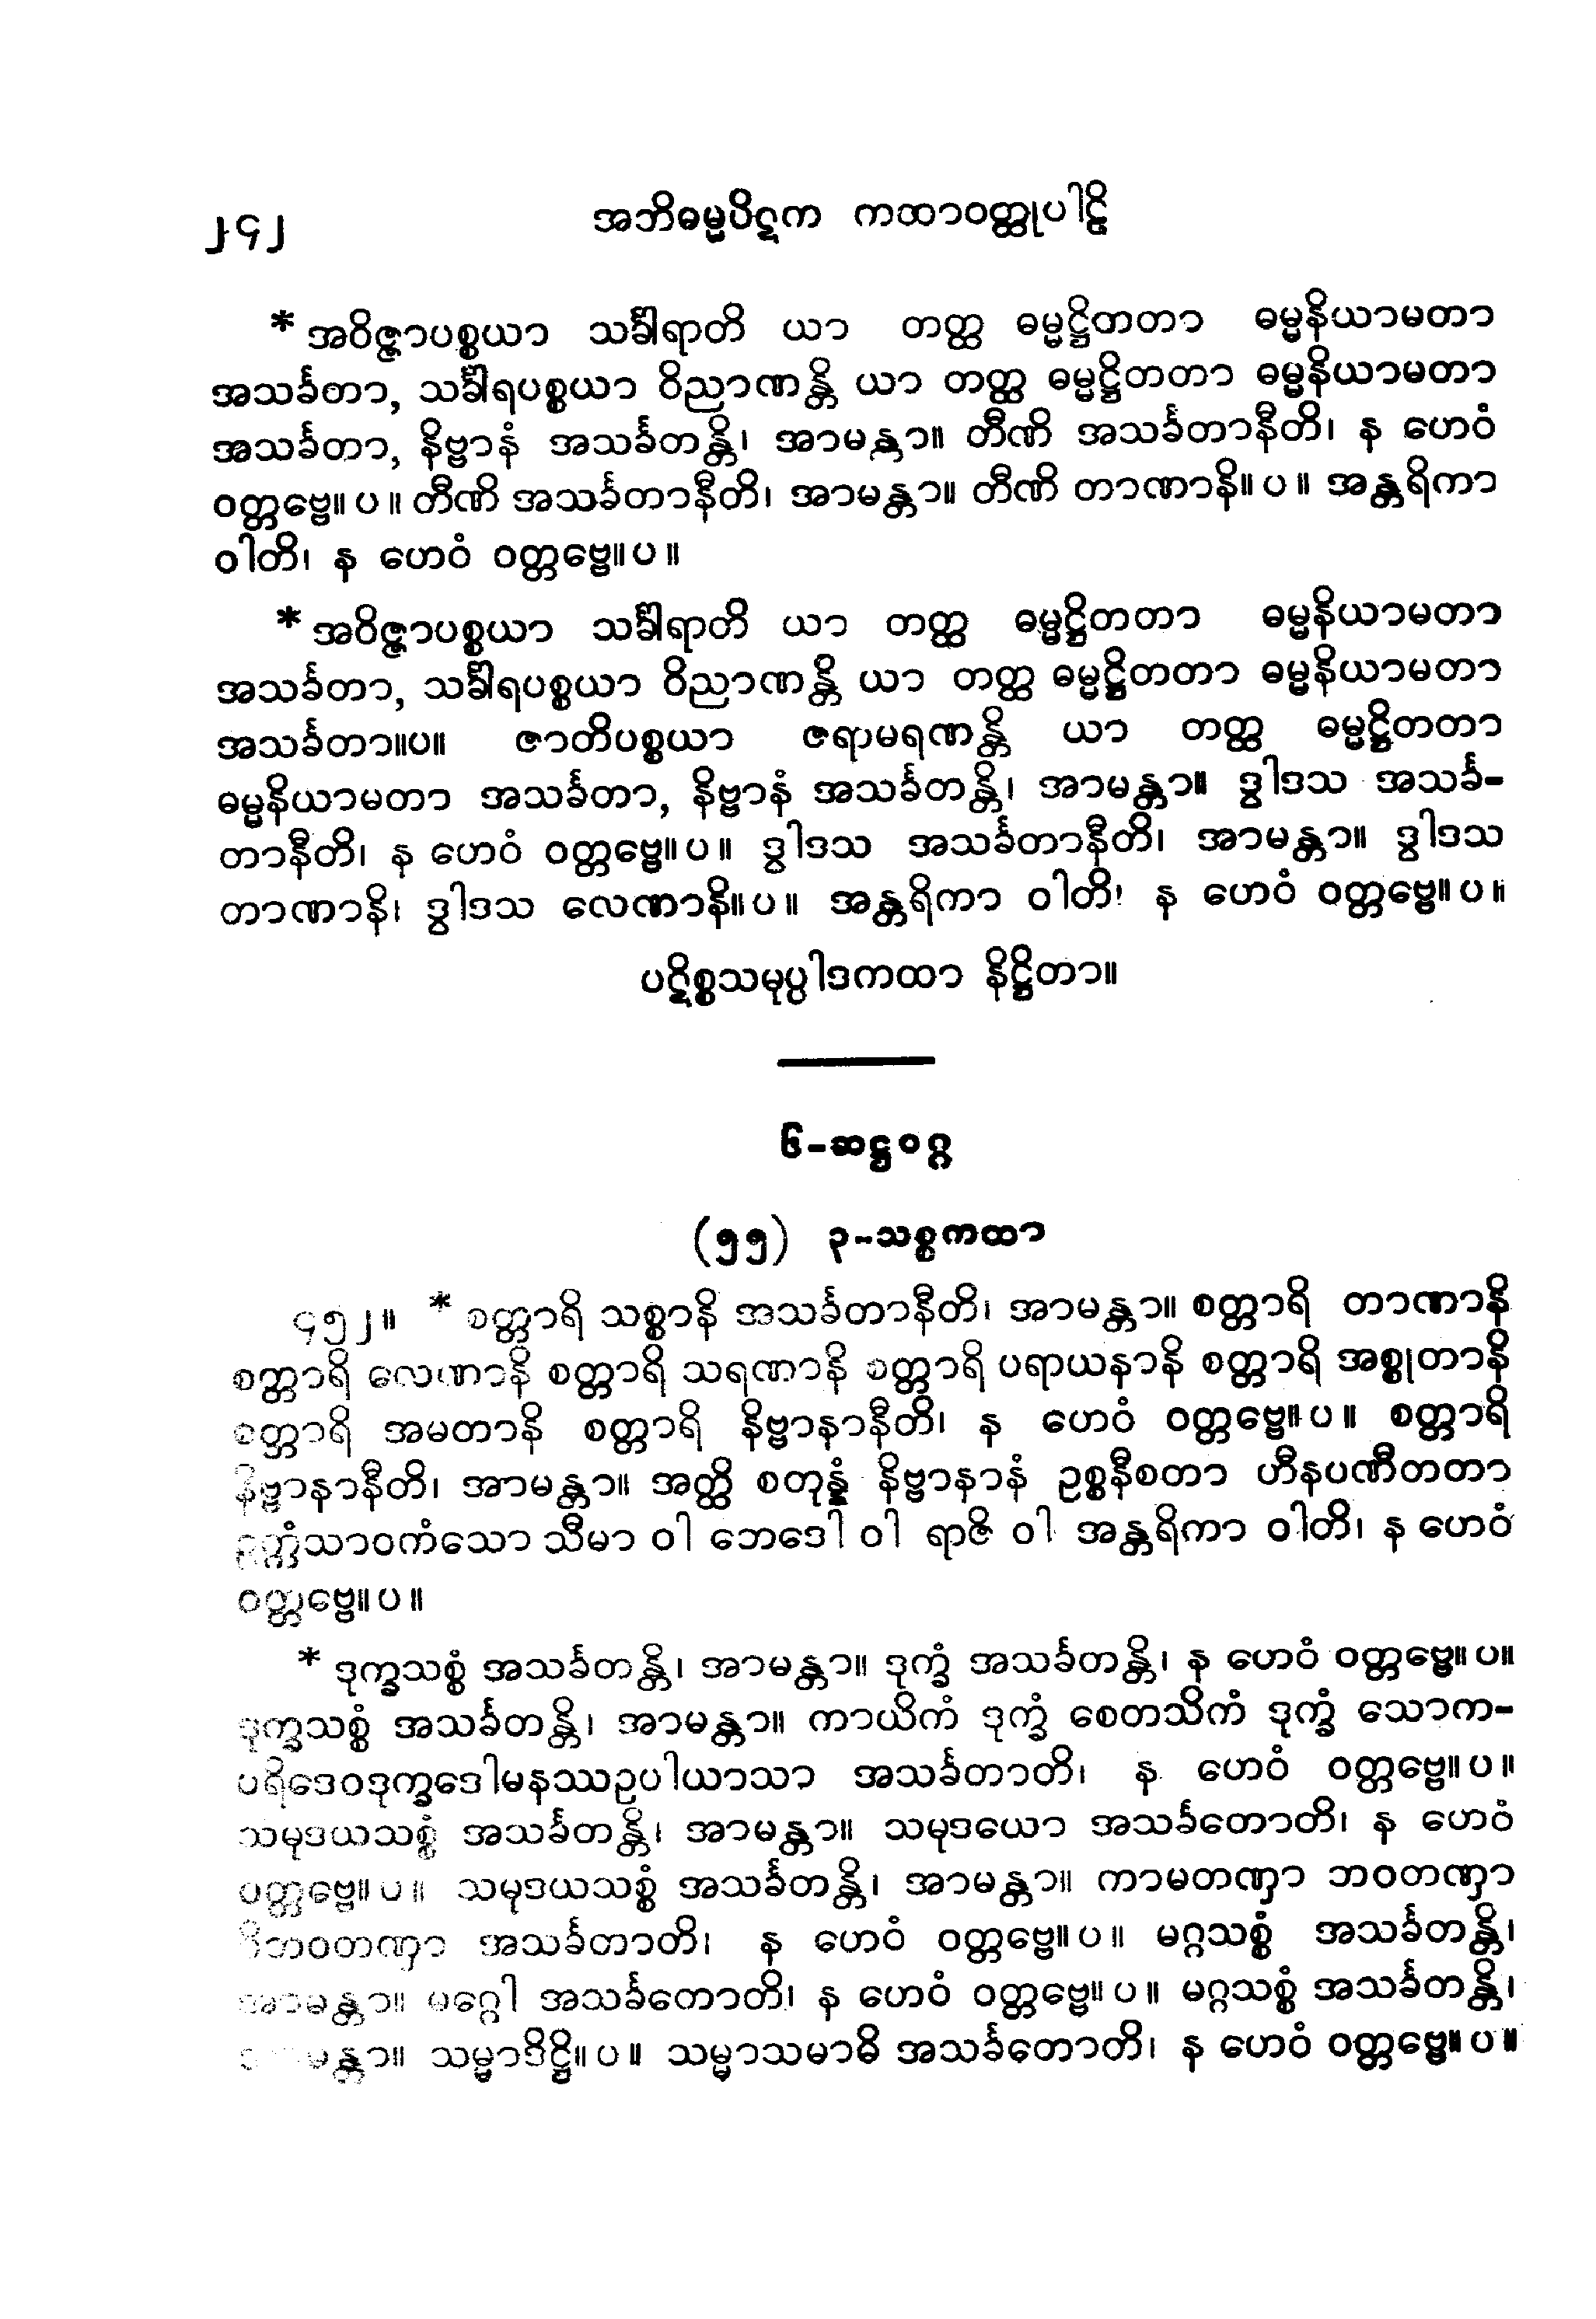 ၂၄၂ အဘိဓမ္မပိဋက ကထာဝတ္ထုပါဠိ
* အဝိဇ္ဇာပစ္စယာ သင်္ခါရာတိ ယာ တတ္ထ ဓမ္မဋ္ဌိတတာ ဓမ္မနိယာမတာ
အသင်္ခတာ, သင်္ခါရပစ္စယာ ဝိညာဏန္တိ ယာ တတ္ထ ဓမ္မဋ္ဌိတတာ ဓမ္မနိယာမတာ
အသင်္ခတာ, နိဗ္ဗာနံ အသင်္ခတန္တိ၊ အာမန္တာ။ တီဏိ အသင်္ခတာနီတိ၊ န ဟေဝံ
ဝတ္တဗ္ဗေ။ ပ ။ တီဏိ အသင်္ခတာနီတိ၊ အာမန္တာ။ တီဏိ တာဏာနိ။ ပ ။ အန္တရိကာ
ဝါတိ၊ န ဟေဝံ ဝတ္တဗ္ဗေ။ ပ ။
* အဝိဇ္ဇာပစ္စယာ သင်္ခါရာတိ ယာ တတ္ထ ဓမ္မဋ္ဌိတတာ ဓမ္မနိယာမတာ
အသင်္ခတာ, သင်္ခါရပစ္စယာ ဝိညာဏန္တိ ယာ တတ္ထ ဓမ္မဋ္ဌိတတာ ဓမ္မနိယာမတာ
အသင်္ခတာ။ပ။ ဇာတိပစ္စယာ ဇရာမရဏန္တိ ယာ တတ္ထ ဓမ္မဋ္ဌိတတာ
ဓမ္မနိယာမတာ အသင်္ခတာ, နိဗ္ဗာနံ အသင်္ခတန္တိ၊ အာမန္တာ။ ဒွါဒသ အသင်္ခ-
တာနီတိ၊ န ဟေဝံ ဝတ္တဗ္ဗေ။ ပ ။ ဒွါဒသ အသင်္ခတာနီတိ၊ အာမန္တာ။ ဒွါဒသ
တာဏာနိ၊ ဒွါဒသ လေဏာနိ။ ပ ။ အန္တရိကာ ဝါတိ၊ န ဟေဝံ ဝတ္တဗ္ဗေ။ ပ ။
ပဋိစ္စသမုပ္ပါဒကထာ နိဋ္ဌိတာ။
၆-ဆဋ္ဌဝဂ္ဂ
(၅၅) ၃-သစ္စကထာ
၄၅၂။ * စတ္တာရိ သစ္စာနိ အသင်္ခတာနီတိ၊ အာမန္တာ။ စတ္တာရိ တာဏာနိ
စတ္တာရိ လေဏာနိ စတ္တာရိ သရဏာနိ စတ္တာရိ ပရာယနာနိ စတ္တာရိ အစ္စုတာနိ
စတ္တာရိ အမတာနိ စတ္တာရိ နိဗ္ဗာနာနီတိ၊ န ဟေဝံ ဝတ္တဗ္ဗေ။ ပ ။ စတ္တာရိ
နိဗ္ဗာနာနီတိ၊ အာမန္တာ။ အတ္ထိ စတုန္နံ နိဗ္ဗာနာနံ ဥစ္စနီစတာ ဟီနပဏီတတာ
ဥက္ကံသာဝကံသော သီမာ ဝါ ဘေဒေါ ဝါ ရာဇိ ဝါ အန္တရိကာ ဝါတိ၊ န ဟေဝံ
ဝတ္တဗ္ဗေ။ ပ ။
* ဒုက္ခသစ္စံ အသင်္ခတန္တိ၊ အာမန္တာ။ ဒုက္ခံ အသင်္ခတန္တိ၊ န ဟေဝံ ဝတ္တဗ္ဗေ။ ပ။
ဒုက္ခသစ္စံ အသင်္ခတန္တိ၊ အာမန္တာ။ ကာယိကံ ဒုက္ခံ စေတသိကံ ဒုက္ခံ သောက-
ပရိဒေဝဒုက္ခဒေါမနဿဥပါယာသာ အသင်္ခတာတိ၊ န ဟေဝံ ဝတ္တဗ္ဗေ။ ပ ။
သမုဒယသစ္စံ အသင်္ခတန္တိ၊ အာမန္တာ။ သမုဒယော အသင်္ခတောတိ၊ န ဟေဝံ
ဝတ္တဗ္ဗေ။ ပ ။ သမုဒယသစ္စံ အသင်္ခတန္တိ၊ အာမန္တာ။ ကာမတဏှာ ဘဝတဏှာ
ဝိဘဝတဏှာ အသင်္ခတာတိ၊ န ဟေဝံ ဝတ္တဗ္ဗေ။ ပ ။ မဂ္ဂသစ္စံ အသင်္ခတန္တိ၊
အာမန္တာ။ မဂ္ဂေါ အသင်္ခတောတိ၊ န ဟေဝံ ဝတ္တဗ္ဗေ။ ပ ။ မဂ္ဂသစ္စံ အသင်္ခတန္တိ၊
အာမန္တာ။ သမ္မာဒိဋ္ဌိ။ ပ ။ သမ္မာသမာဓိ အသင်္ခတောတိ၊ န ဟေဝံ ဝတ္တဗ္ဗေ။ ပ ။